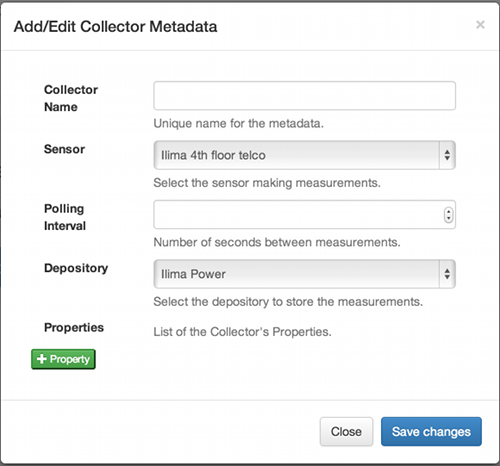 Add/Edit Collector Metadata
×
Collector
Name
Unique name for the metadata.
Sensor
Ilima 4th floor telco
Select the sensor making measurements.
Polling
Interval
Number of seconds between measurements.
Depository
Ilima Power
Select the depository to store the measurements.
Properties
List of the Collector's Properties.
+ Property
Close
Save changes